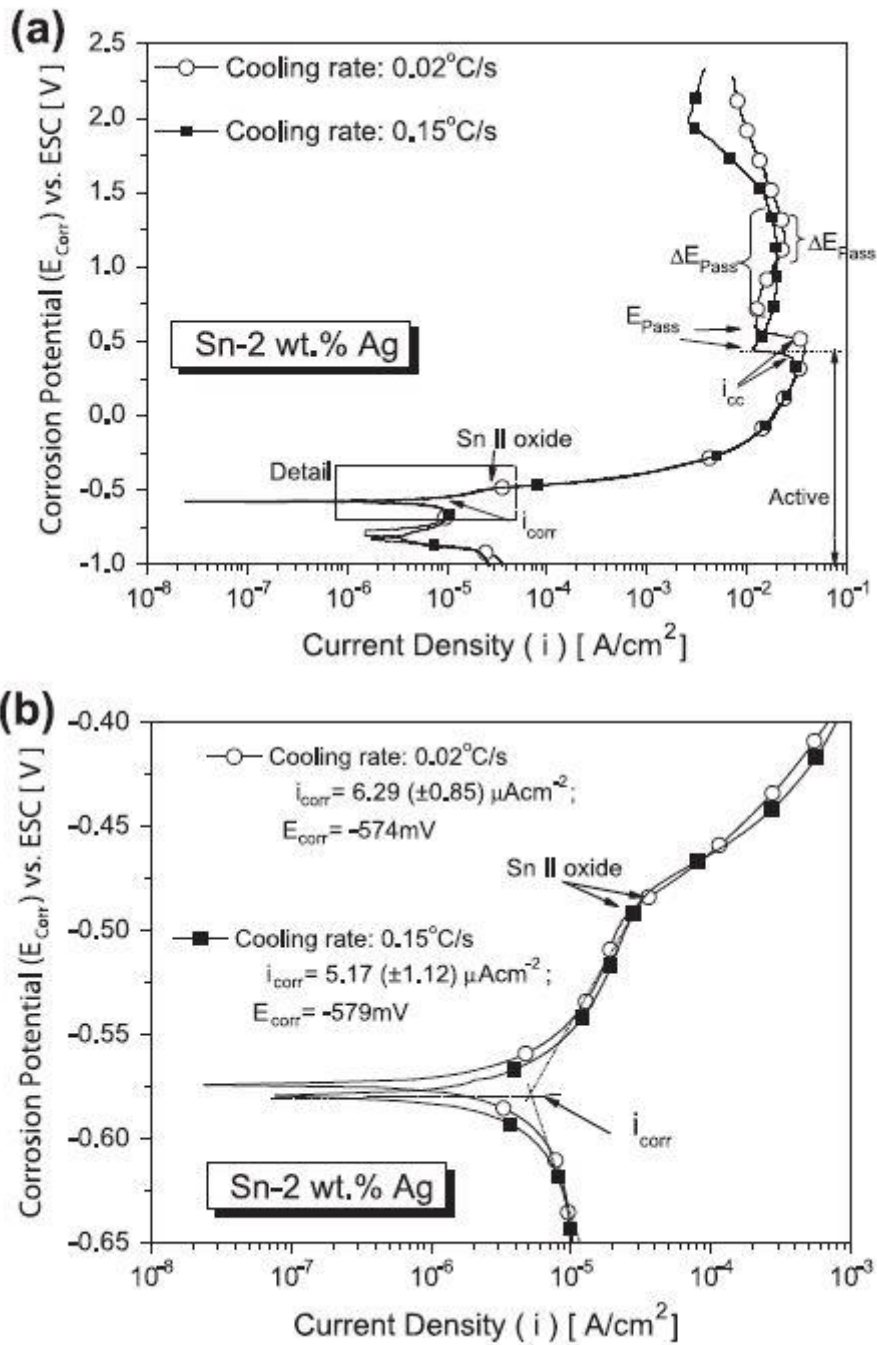 (a)
2.5
2.0
1.5
1.0
0.5
0.0
-0.5
-1.0
Corrosion Potential (E_Corr) vs. ESC [ V ]
Cooling rate: 0.02°C/s
Cooling rate: 0.15°C/s
ΔE_Pass
ΔE_Pass
E_Pass
Sn-2 wt.% Ag
i_cc
Sn II oxide
Detail
i_corr
Active
10^-8 10^-7 10^-6 10^-5 10^-4 10^-3 10^-2 10^-1
Current Density ( i ) [ A/cm^2]
(b)
-0.40
-0.45
-0.50
-0.55
-0.60
-0.65
Corrosion Potential (E_Corr) vs. ESC [ V ]
Cooling rate: 0.02°C/s
i_corr = 6.29 (±0.85) μAcm^-2 ;
E_corr = -574mV
Sn II oxide
Cooling rate: 0.15°C/s
i_corr = 5.17 (±1.12) μAcm^-2 ;
E_corr = -579mV
i_corr
Sn-2 wt.% Ag
10^-8 10^-7 10^-6 10^-5 10^-4 10^-3
Current Density ( i ) [ A/cm^2]